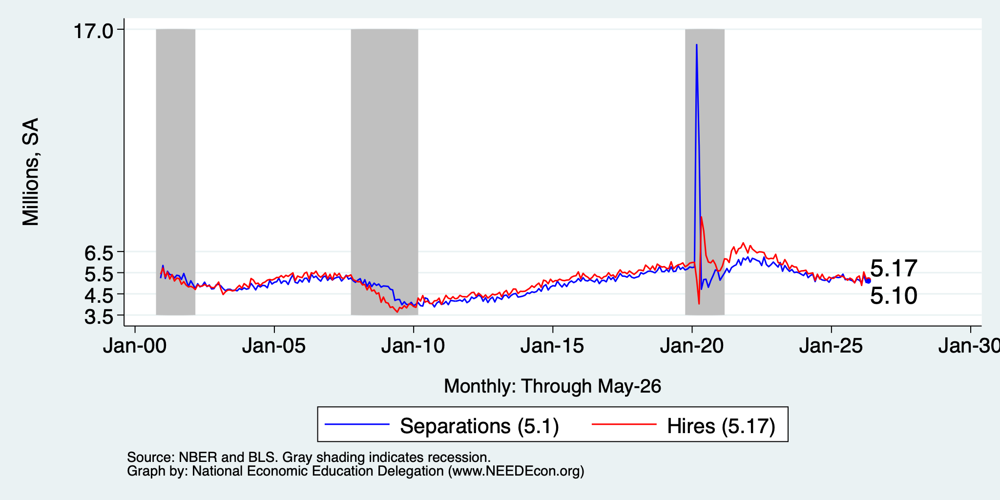 17.0
6.5
5.5
4.5
3.5
Millions, SA
5.17
5.10
Jan-00 Jan-05 Jan-10 Jan-15 Jan-20 Jan-25 Jan-30
Monthly: Through May-26
Separations (5.1) Hires (5.17)
Source: NBER and BLS. Gray shading indicates recession.
Graph by: National Economic Education Delegation (www.NEEDEcon.org)